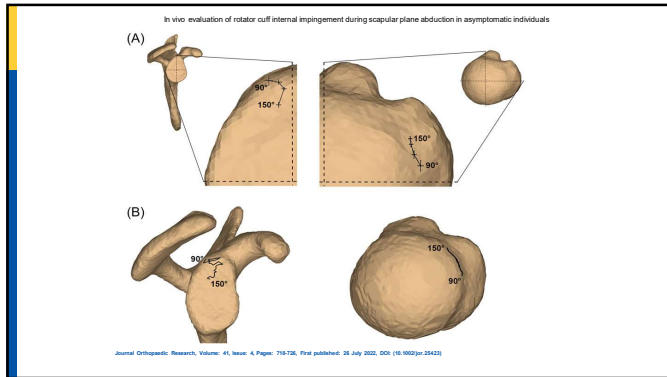 In vivo evaluation of rotator cuff internal impingement during scapular plane abduction in asymptomatic individuals
(A)
90°
150°
150°
90°
(B)
90°
150°
150°
90°
Journal Orthopaedic Research, Volume: 41, Issue: 4, Pages: 718-726, First published: 26 July 2022, DOI: (10.1002/jor.25423)